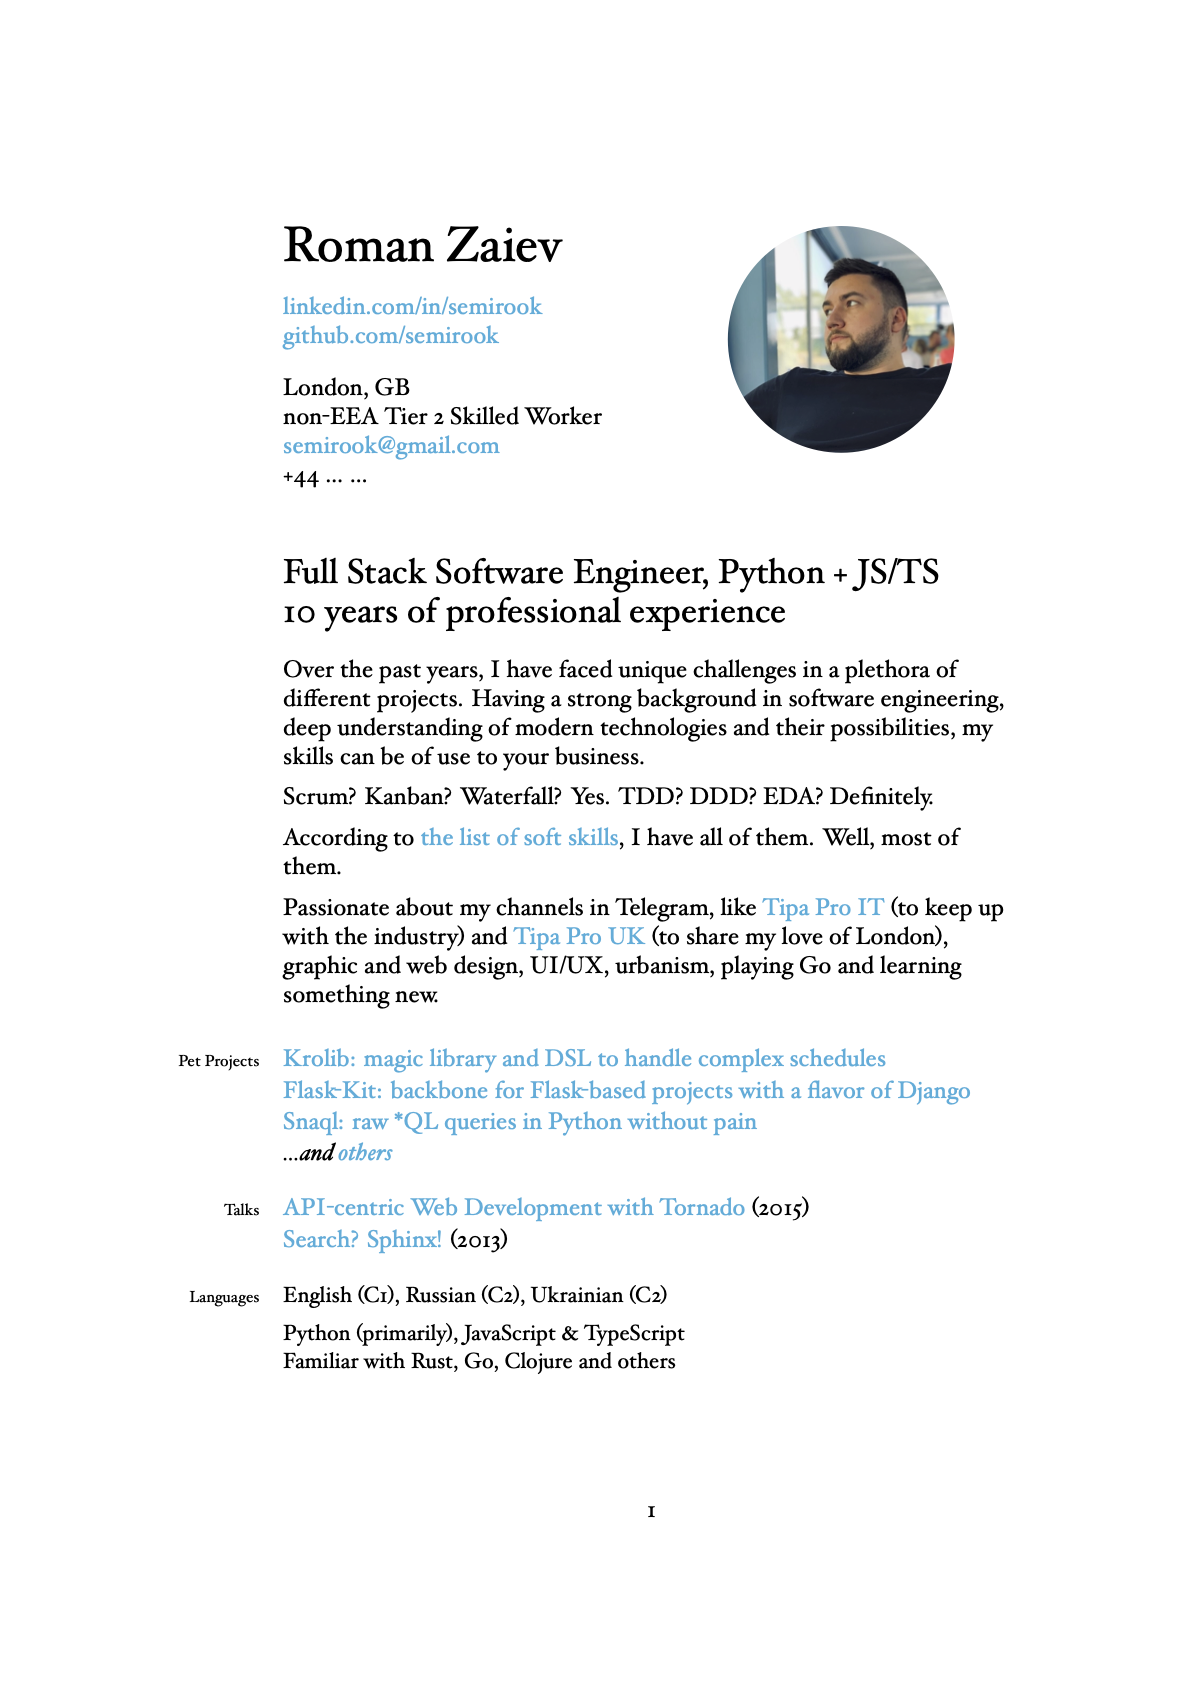 Roman Zaiev
linkedin.com/in/semirook
github.com/semirook
London, GB
non-EEA Tier 2 Skilled Worker
semirook@gmail.com
+44 ... ...
Full Stack Software Engineer, Python + JS/TS
10 years of professional experience
Over the past years, I have faced unique challenges in a plethora of
different projects. Having a strong background in software engineering,
deep understanding of modern technologies and their possibilities, my
skills can be of use to your business.
Scrum? Kanban? Waterfall? Yes. TDD? DDD? EDA? Definitely.
According to the list of soft skills, I have all of them. Well, most of
them.
Passionate about my channels in Telegram, like Tipa Pro IT (to keep up
with the industry) and Tipa Pro UK (to share my love of London),
graphic and web design, UI/UX, urbanism, playing Go and learning
something new.
Pet Projects Krolib: magic library and DSL to handle complex schedules
Flask-Kit: backbone for Flask-based projects with a flavor of Django
Snaql: raw *QL queries in Python without pain
...and others
Talks API-centric Web Development with Tornado (2015)
Search? Sphinx! (2013)
Languages English (C1), Russian (C2), Ukrainian (C2)
Python (primarily), JavaScript & TypeScript
Familiar with Rust, Go, Clojure and others
1